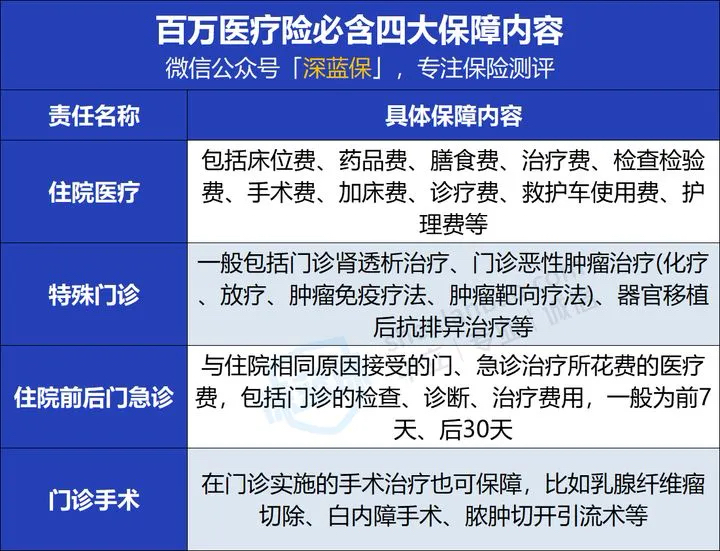 百万医疗险必含四大保障内容
微信公众号「深蓝保」，专注保险测评
责任名称
具体保障内容
住院医疗
包括床位费、药品费、膳食费、治疗费、检查检验
费、手术费、加床费、诊疗费、救护车使用费、护
理费等
特殊门诊
一般包括门诊肾透析治疗、门诊恶性肿瘤治疗(化疗
、放疗、肿瘤免疫疗法、肿瘤靶向疗法)、器官移植
后抗排异治疗等
住院前后门急诊
与住院相同原因接受的门、急诊治疗所花费的医疗
费，包括门诊的检查、诊断、治疗费用，一般为前7
天、后30天
门诊手术
在门诊实施的手术治疗也可保障，比如乳腺纤维瘤
切除、白内障手术、脓肿切开引流术等